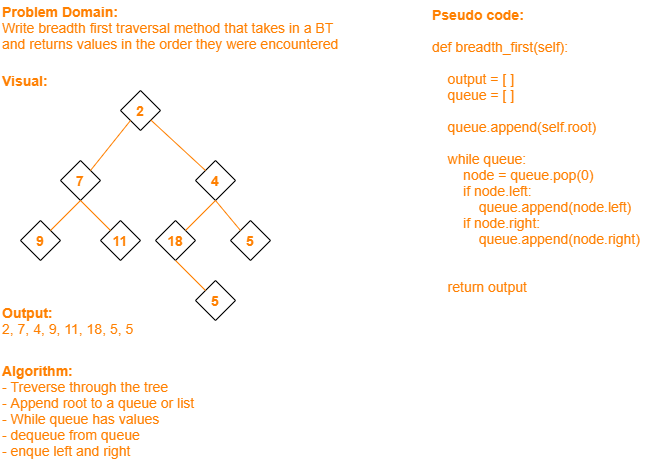 Problem Domain:
Write breadth first traversal method that takes in a BT
and returns values in the order they were encountered
Visual:
2
7
4
9
11
18
5
5
Output:
2, 7, 4, 9, 11, 18, 5, 5
Algorithm:
- Treverse through the tree
- Append root to a queue or list
- While queue has values
- dequeue from queue
- enque left and right
Pseudo code:
def breadth_first(self):
output = [ ]
queue = [ ]
queue.append(self.root)
while queue:
node = queue.pop(0)
if node.left:
queue.append(node.left)
if node.right:
queue.append(node.right)
return output